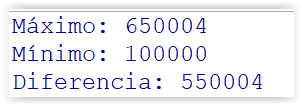 Máximo: 650004
Mínimo: 100000
Diferencia: 550004